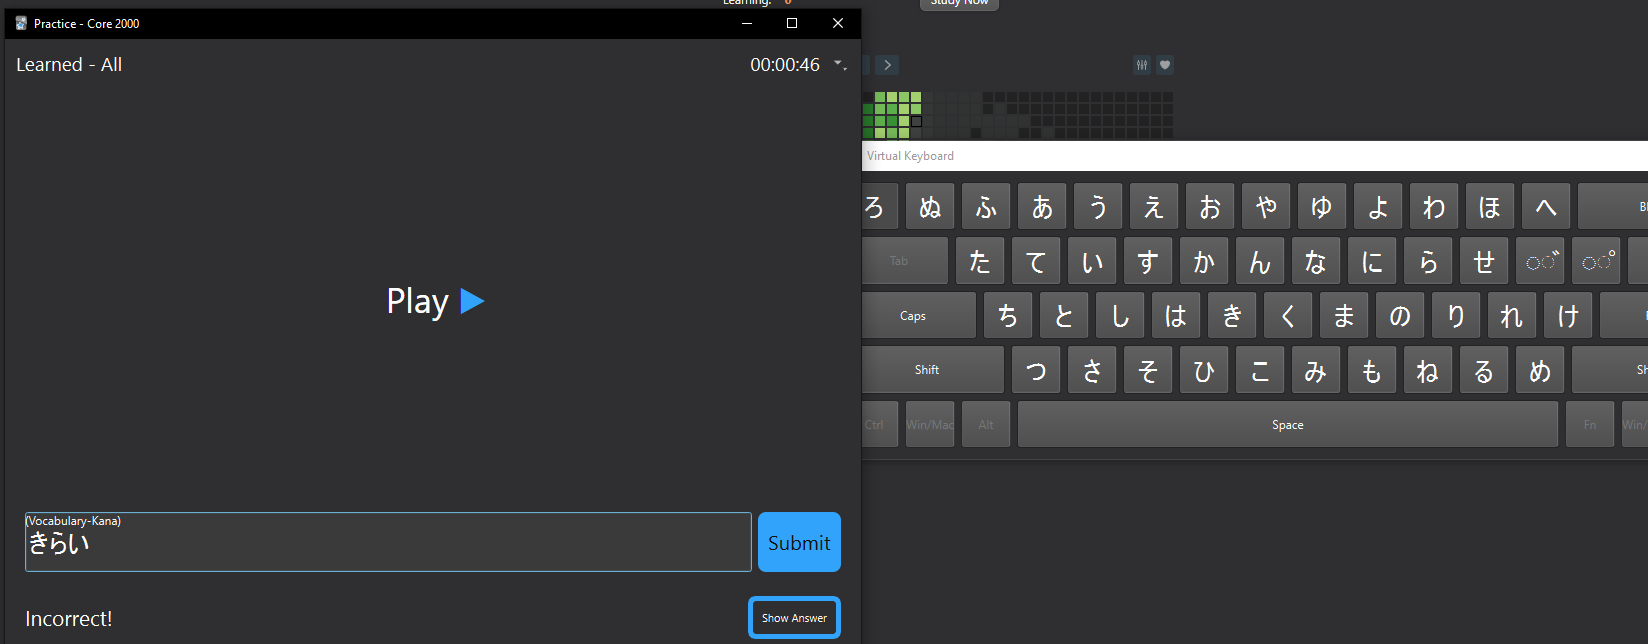 Learning: 0
Study Now
Practice - Core 2000
Learned - All
00:00:46
Play
(Vocabulary-Kana)
きらい
Submit
Incorrect!
Show Answer
Virtual Keyboard
ろ ぬ ふ あ う え お や ゆ よ わ ほ へ
Tab た て い す か ん な に ら せ ゙ ゚
Caps ち と し は き く ま の り れ け
Shift つ さ そ ひ こ み も ね る め
Ctrl Win/Mac Alt Space Fn